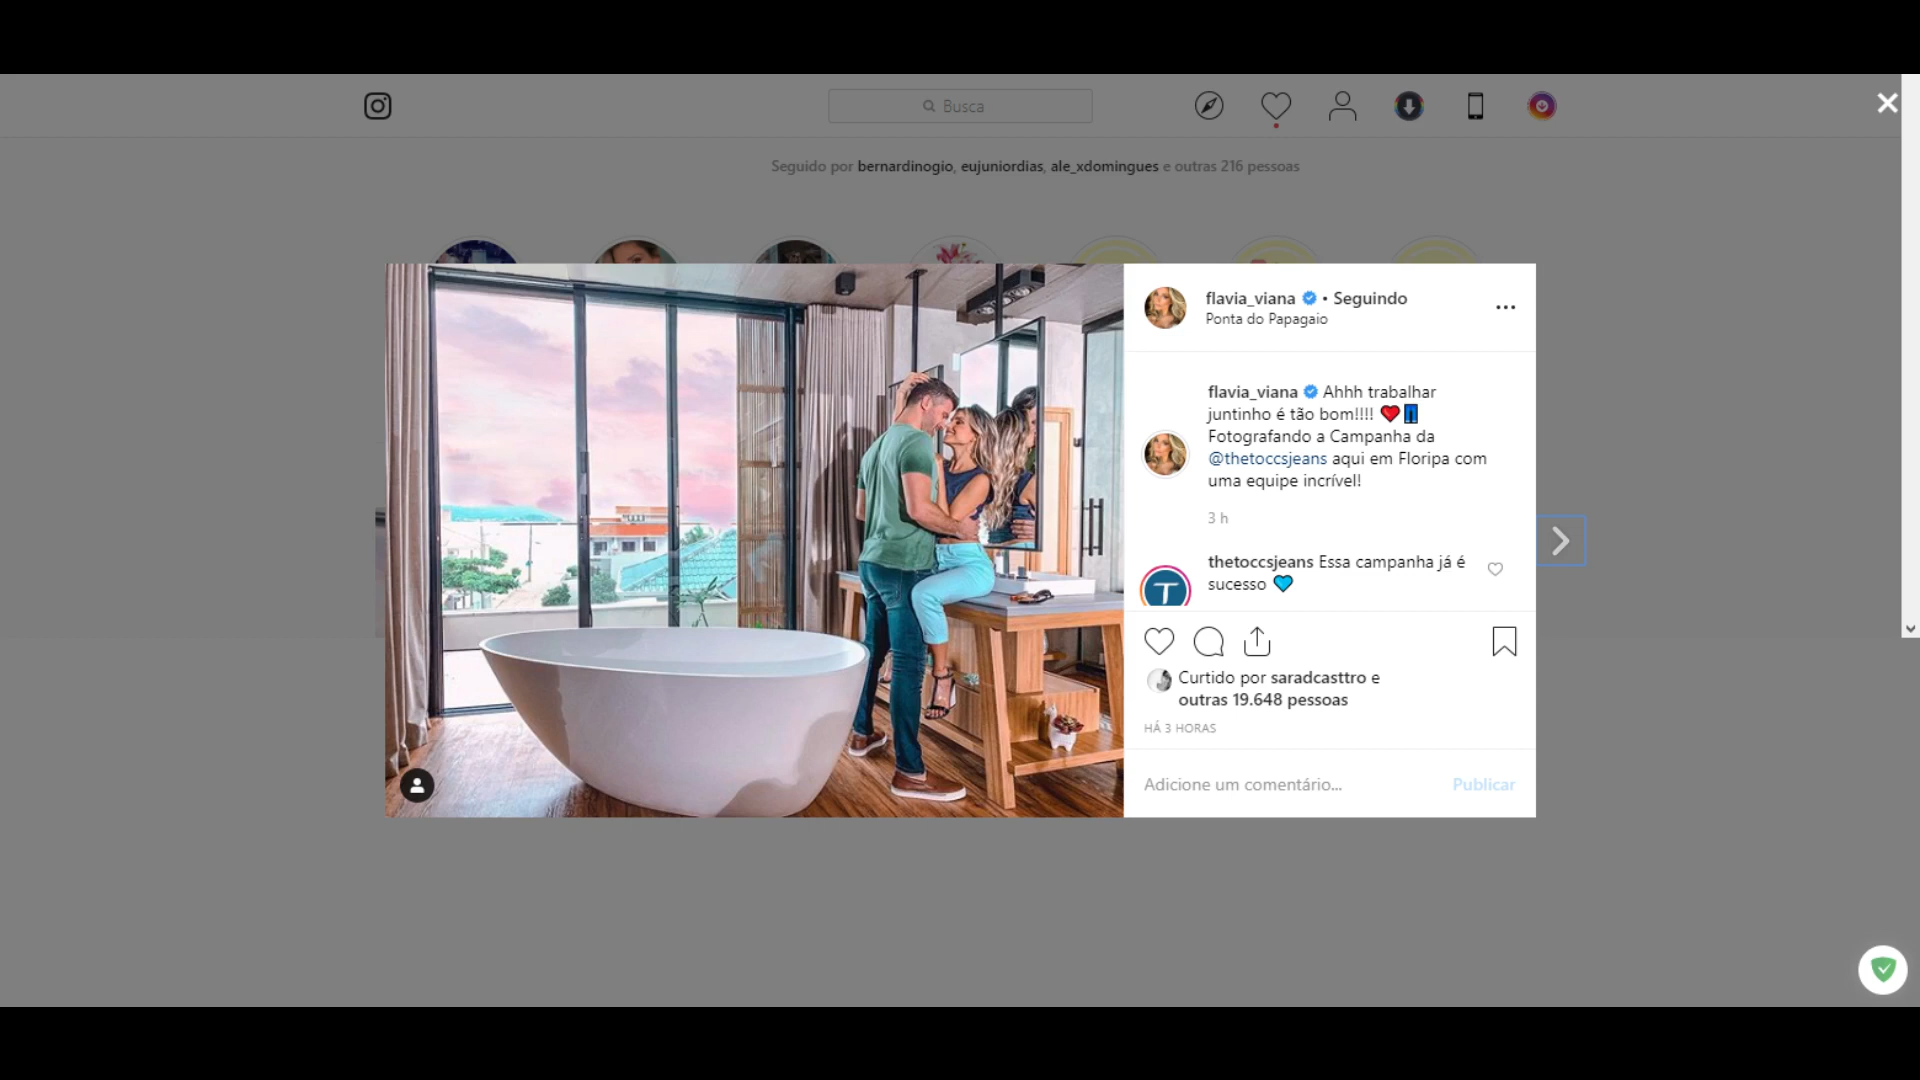 Busca
Seguido por bernardinogio, eujuniordias, ale_xdomingues e outras 216 pessoas
flavia_viana • Seguindo
Ponta do Papagaio
flavia_viana Ahhh trabalhar
juntinho é tão bom!!!! ❤️👖
Fotografando a Campanha da
@thetoccsjeans aqui em Floripa com
uma equipe incrível!
3 h
thetoccsjeans Essa campanha já é
sucesso 💙
T
Curtido por saradcasttro e
outras 19.648 pessoas
HÁ 3 HORAS
Adicione um comentário... Publicar